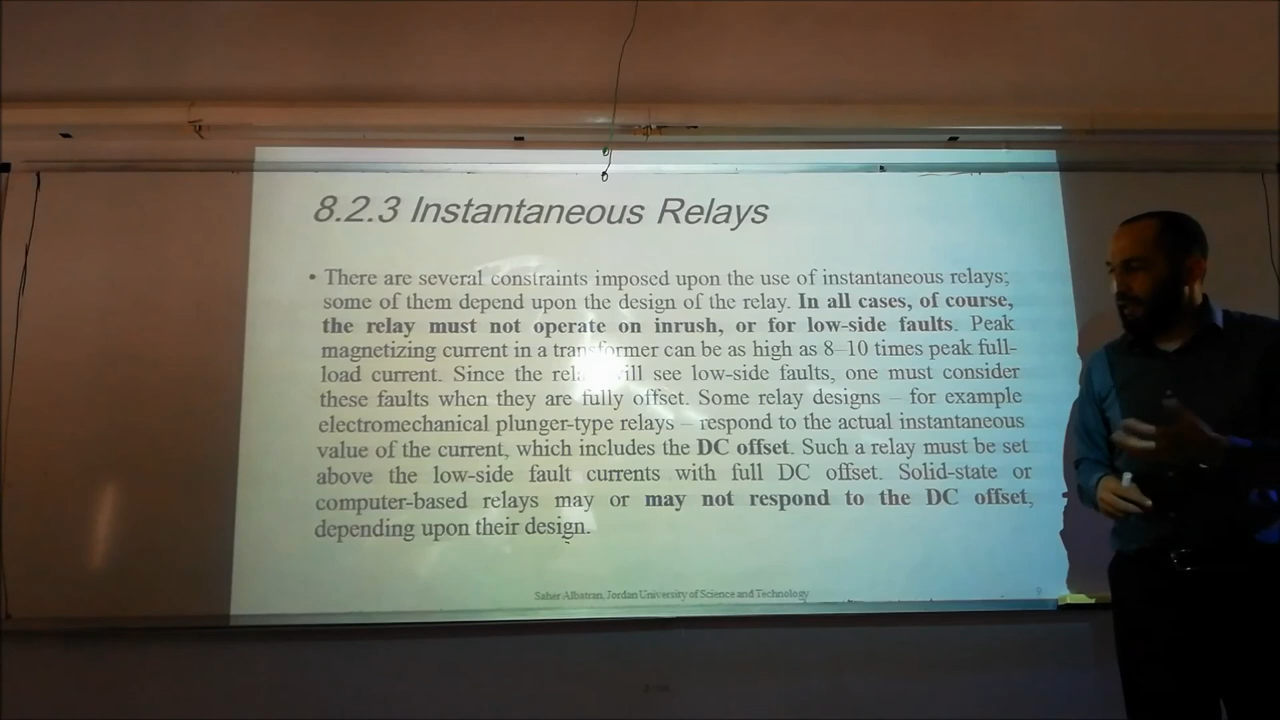 8.2.3 Instantaneous Relays
• There are several constraints imposed upon the use of instantaneous relays;
some of them depend upon the design of the relay. In all cases, of course,
the relay must not operate on inrush, or for low-side faults. Peak
magnetizing current in a transformer can be as high as 8–10 times peak full-
load current. Since the will see low-side faults, one must consider
these faults when they are fully offset. Some relay designs – for example
electromechanical plunger-type relays – respond to the actual instantaneous
value of the current, which includes the DC offset. Such a relay must be set
above the low-side fault currents with full DC offset. Solid-state or
computer-based relays may or may not respond to the DC offset,
depending upon their design.
Saher Albatran, Jordan University of Science and Technology 9